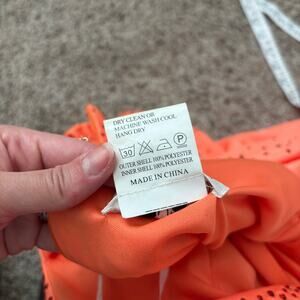 DRY CLEAN OR
MACHINE WASH COOL
HANG DRY
30 P
OUTER SHELL 100% POLYESTER
INNER SHELL 100% POLYESTER
MADE IN CHINA